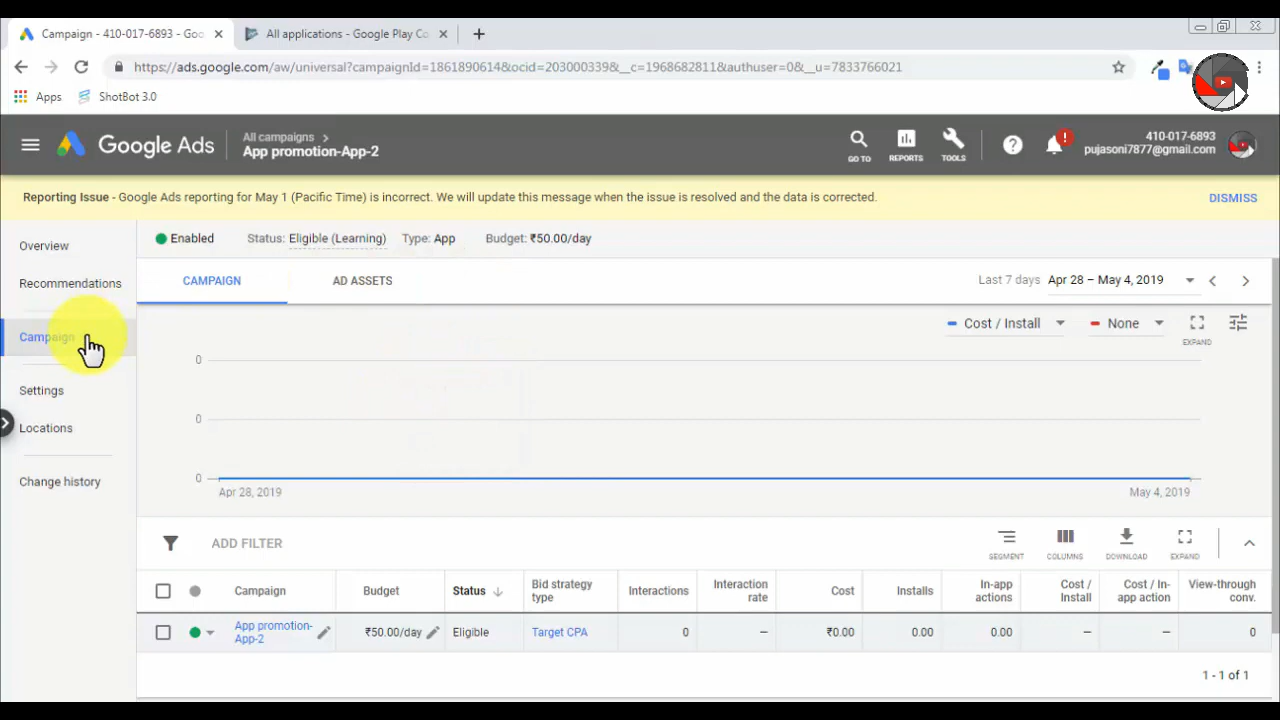 Campaign - 410-017-6893 - Goo
All applications - Google Play Co
https://ads.google.com/aw/universal?campaignId=1861890614&ocid=203000339&__c=1968682811&authuser=0&__u=7833766021
Apps
ShotBot 3.0
Google Ads
All campaigns
App promotion-App-2
GO TO
REPORTS
TOOLS
410-017-6893
pujasoni7877@gmail.com
Reporting Issue - Google Ads reporting for May 1 (Pacific Time) is incorrect. We will update this message when the issue is resolved and the data is corrected.
DISMISS
Overview
Recommendations
Campaign
Settings
Locations
Change history
Enabled Status: Eligible (Learning) Type: App Budget: ₹50.00/day
CAMPAIGN
AD ASSETS
Last 7 days Apr 28 – May 4, 2019
Cost / Install
None
EXPAND
0
0
0
Apr 28, 2019
May 4, 2019
ADD FILTER
SEGMENT
COLUMNS
DOWNLOAD
EXPAND
Campaign
Budget
Status
Bid strategy type
Interactions
Interaction rate
Cost
Installs
In-app actions
Cost / Install
Cost / In-app action
View-through conv.
App promotion-App-2
₹50.00/day
Eligible
Target CPA
0
–
₹0.00
0.00
0.00
–
–
0
1 - 1 of 1